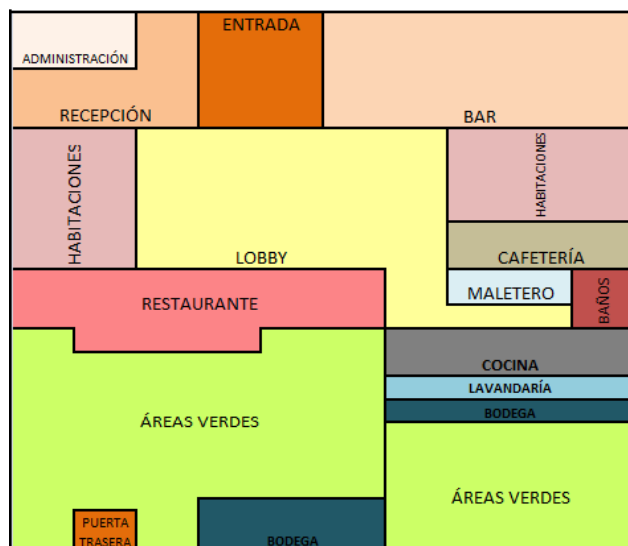 ENTRADA
ADMINISTRACIÓN
RECEPCIÓN
BAR
HABITACIONES
HABITACIONES
LOBBY
CAFETERÍA
MALETERO
BAÑOS
RESTAURANTE
COCINA
LAVANDARÍA
BODEGA
ÁREAS VERDES
ÁREAS VERDES
PUERTA
TRASERA
BODEGA